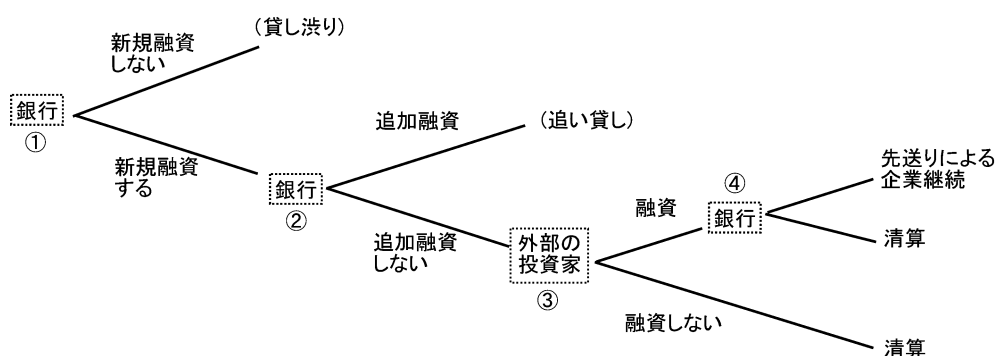 (貸し渋り)
新規融資
しない
銀行
①
新規融資
する
追加融資
(追い貸し)
銀行
②
追加融資
しない
外部の
投資家
③
融資
融資しない
④
銀行
先送りによる
企業継続
清算
清算